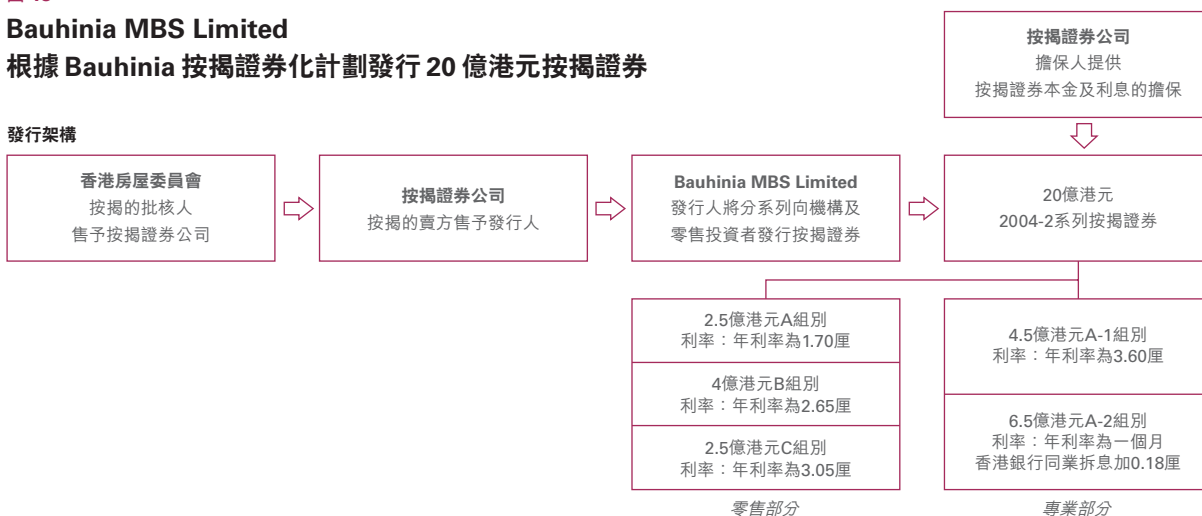 Bauhinia MBS Limited
根據 Bauhinia 按揭證券化計劃發行 20 億港元按揭證券
按揭證券公司
擔保人提供
按揭證券本金及利息的擔保
發行架構
香港房屋委員會
按揭的批核人
售予按揭證券公司
按揭證券公司
按揭的賣方售予發行人
Bauhinia MBS Limited
發行人將分系列向機構及
零售投資者發行按揭證券
20億港元
2004-2系列按揭證券
2.5億港元A組別
利率：年利率為1.70厘
4億港元B組別
利率：年利率為2.65厘
2.5億港元C組別
利率：年利率為3.05厘
零售部分
4.5億港元A-1組別
利率：年利率為3.60厘
6.5億港元A-2組別
利率：年利率為一個月
香港銀行同業拆息加0.18厘
專業部分